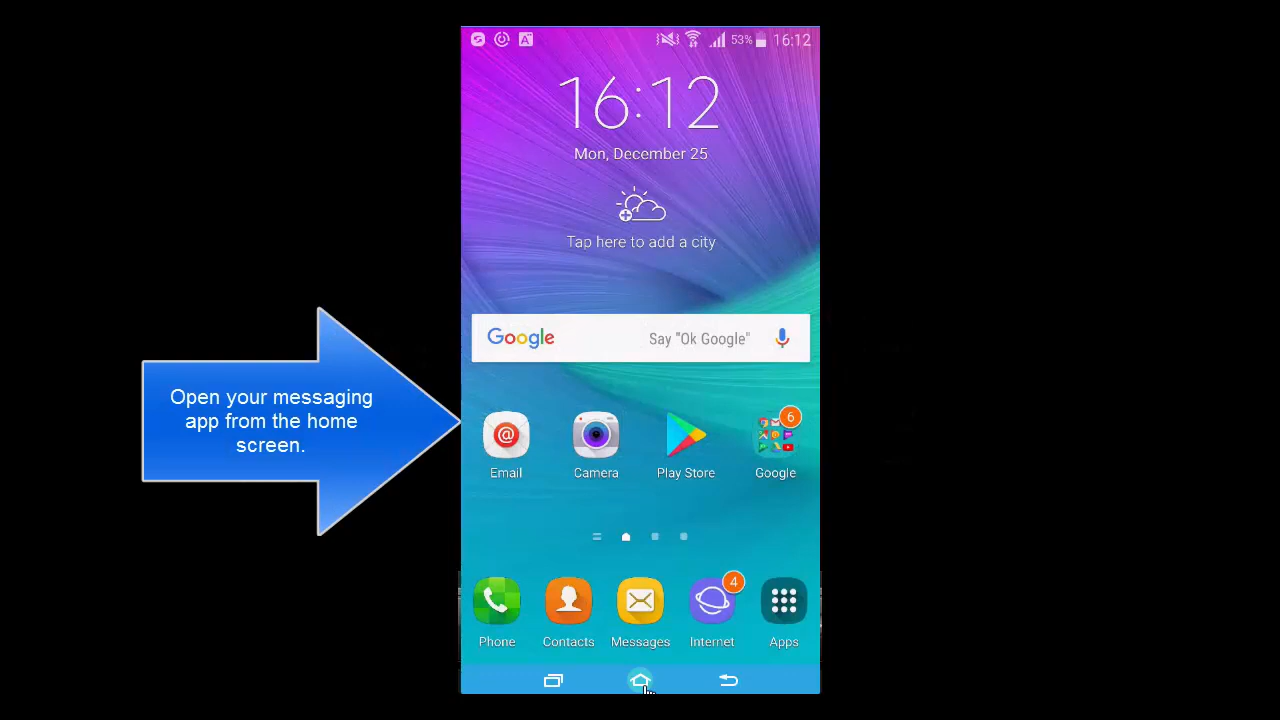 53% 16:12
16:12
Mon, December 25
Tap here to add a city
Google Say "Ok Google"
Open your messaging
app from the home
screen.
@
6
Email Camera Play Store Google
4
Phone Contacts Messages Internet Apps